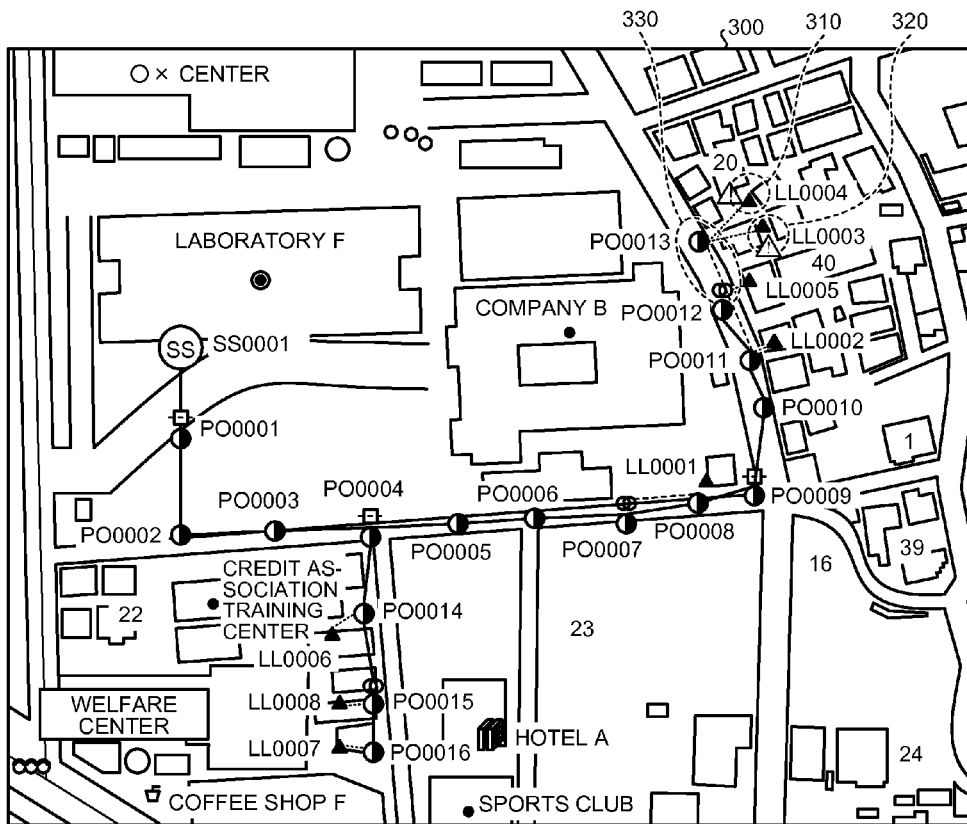 330
300
310
320
○ × CENTER
20
LL0004
LABORATORY F
PO0013
LL0003
40
LL0005
COMPANY B
PO0012
SS
SS0001
LL0002
PO0011
PO0010
PO0001
1
LL0001
PO0004
PO0003
PO0006
PO0009
PO0002
PO0008
PO0005
PO0007
CREDIT AS-
SOCIATION
TRAINING
CENTER
16
39
22
PO0014
23
LL0006
WELFARE
CENTER
LL0008
PO0015
LL0007
PO0016
HOTEL A
24
COFFEE SHOP F
SPORTS CLUB